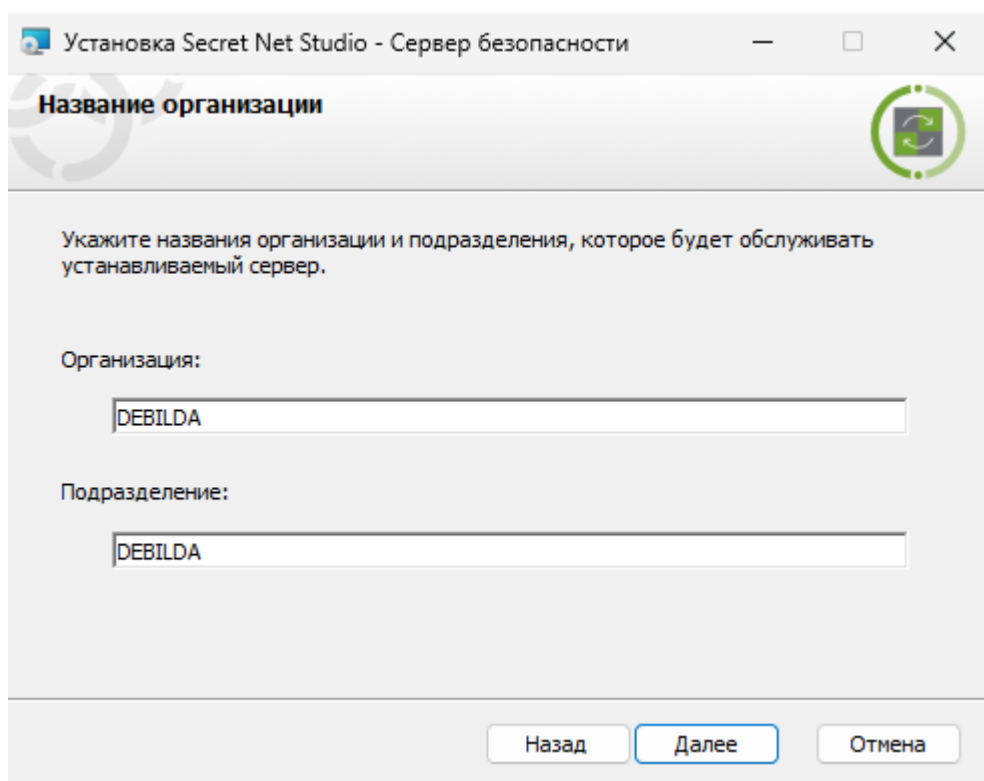 Установка Secret Net Studio - Сервер безопасности
Название организации
Укажите названия организации и подразделения, которое будет обслуживать
устанавливаемый сервер.
Организация:
DEBILDA
Подразделение:
DEBILDA
Назад Далее Отмена